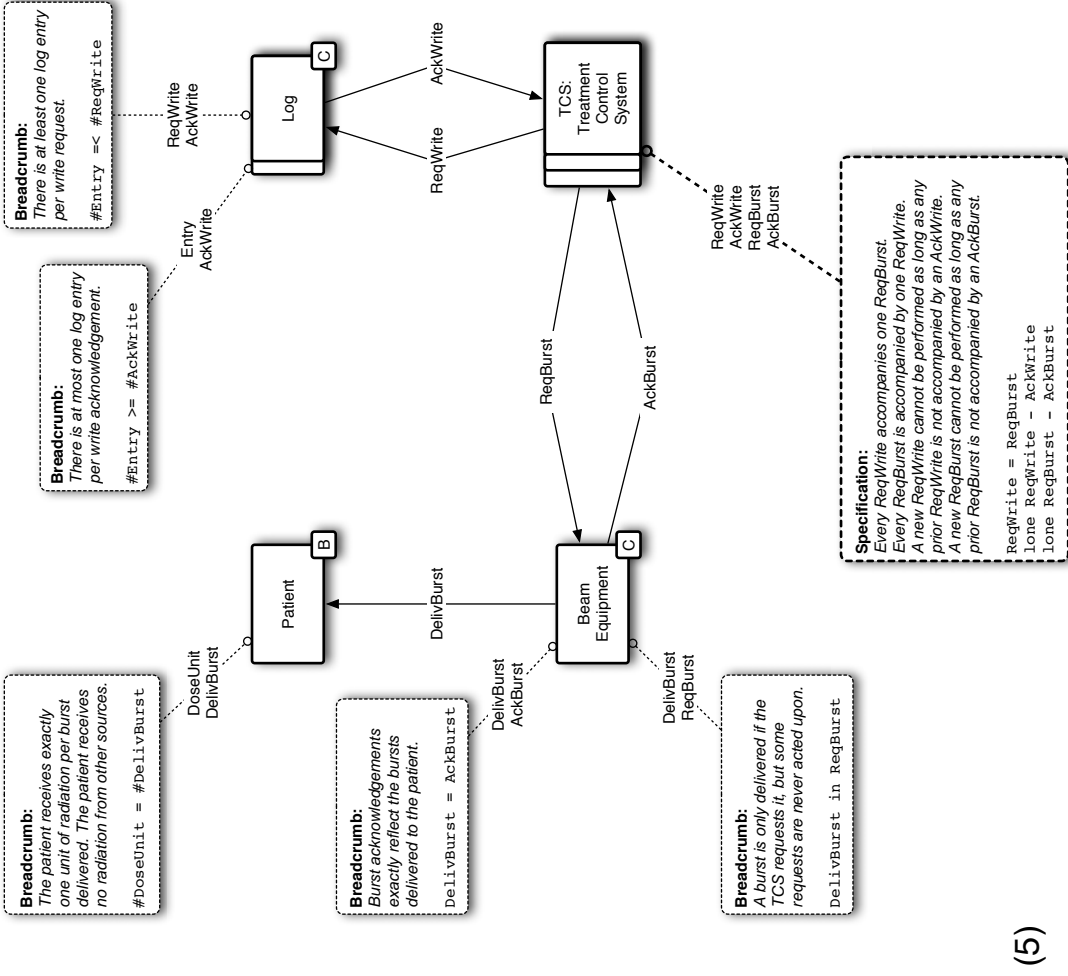 Breadcrumb:
The patient receives exactly
one unit of radiation per burst
delivered. The patient receives
no radiation from other sources.
#DoseUnit = #DelivBurst
DoseUnit
DelivBurst
Patient
B
Breadcrumb:
There is at most one log entry
per write acknowledgement.
#Entry >= #AckWrite
Entry
AckWrite
Breadcrumb:
There is at least one log entry
per write request.
#Entry =< #ReqWrite
ReqWrite
AckWrite
Log
C
Breadcrumb:
Burst acknowledgements
exactly reflect the bursts
delivered to the patient.
DelivBurst = AckBurst
DelivBurst
AckBurst
DelivBurst
ReqWrite
AckWrite
Beam
Equipment
C
ReqBurst
AckBurst
TCS:
Treatment
Control
System
DelivBurst
ReqBurst
Breadcrumb:
A burst is only delivered if the
TCS requests it, but some
requests are never acted upon.
DelivBurst in ReqBurst
ReqWrite
AckWrite
ReqBurst
AckBurst
Specification:
Every ReqWrite accompanies one ReqBurst.
Every ReqBurst is accompanied by one ReqWrite.
A new ReqWrite cannot be performed as long as any
prior ReqWrite is not accompanied by an AckWrite.
A new ReqBurst cannot be performed as long as any
prior ReqBurst is not accompanied by an AckBurst.
ReqWrite = ReqBurst
lone ReqWrite - AckWrite
lone ReqBurst - AckBurst
(5)